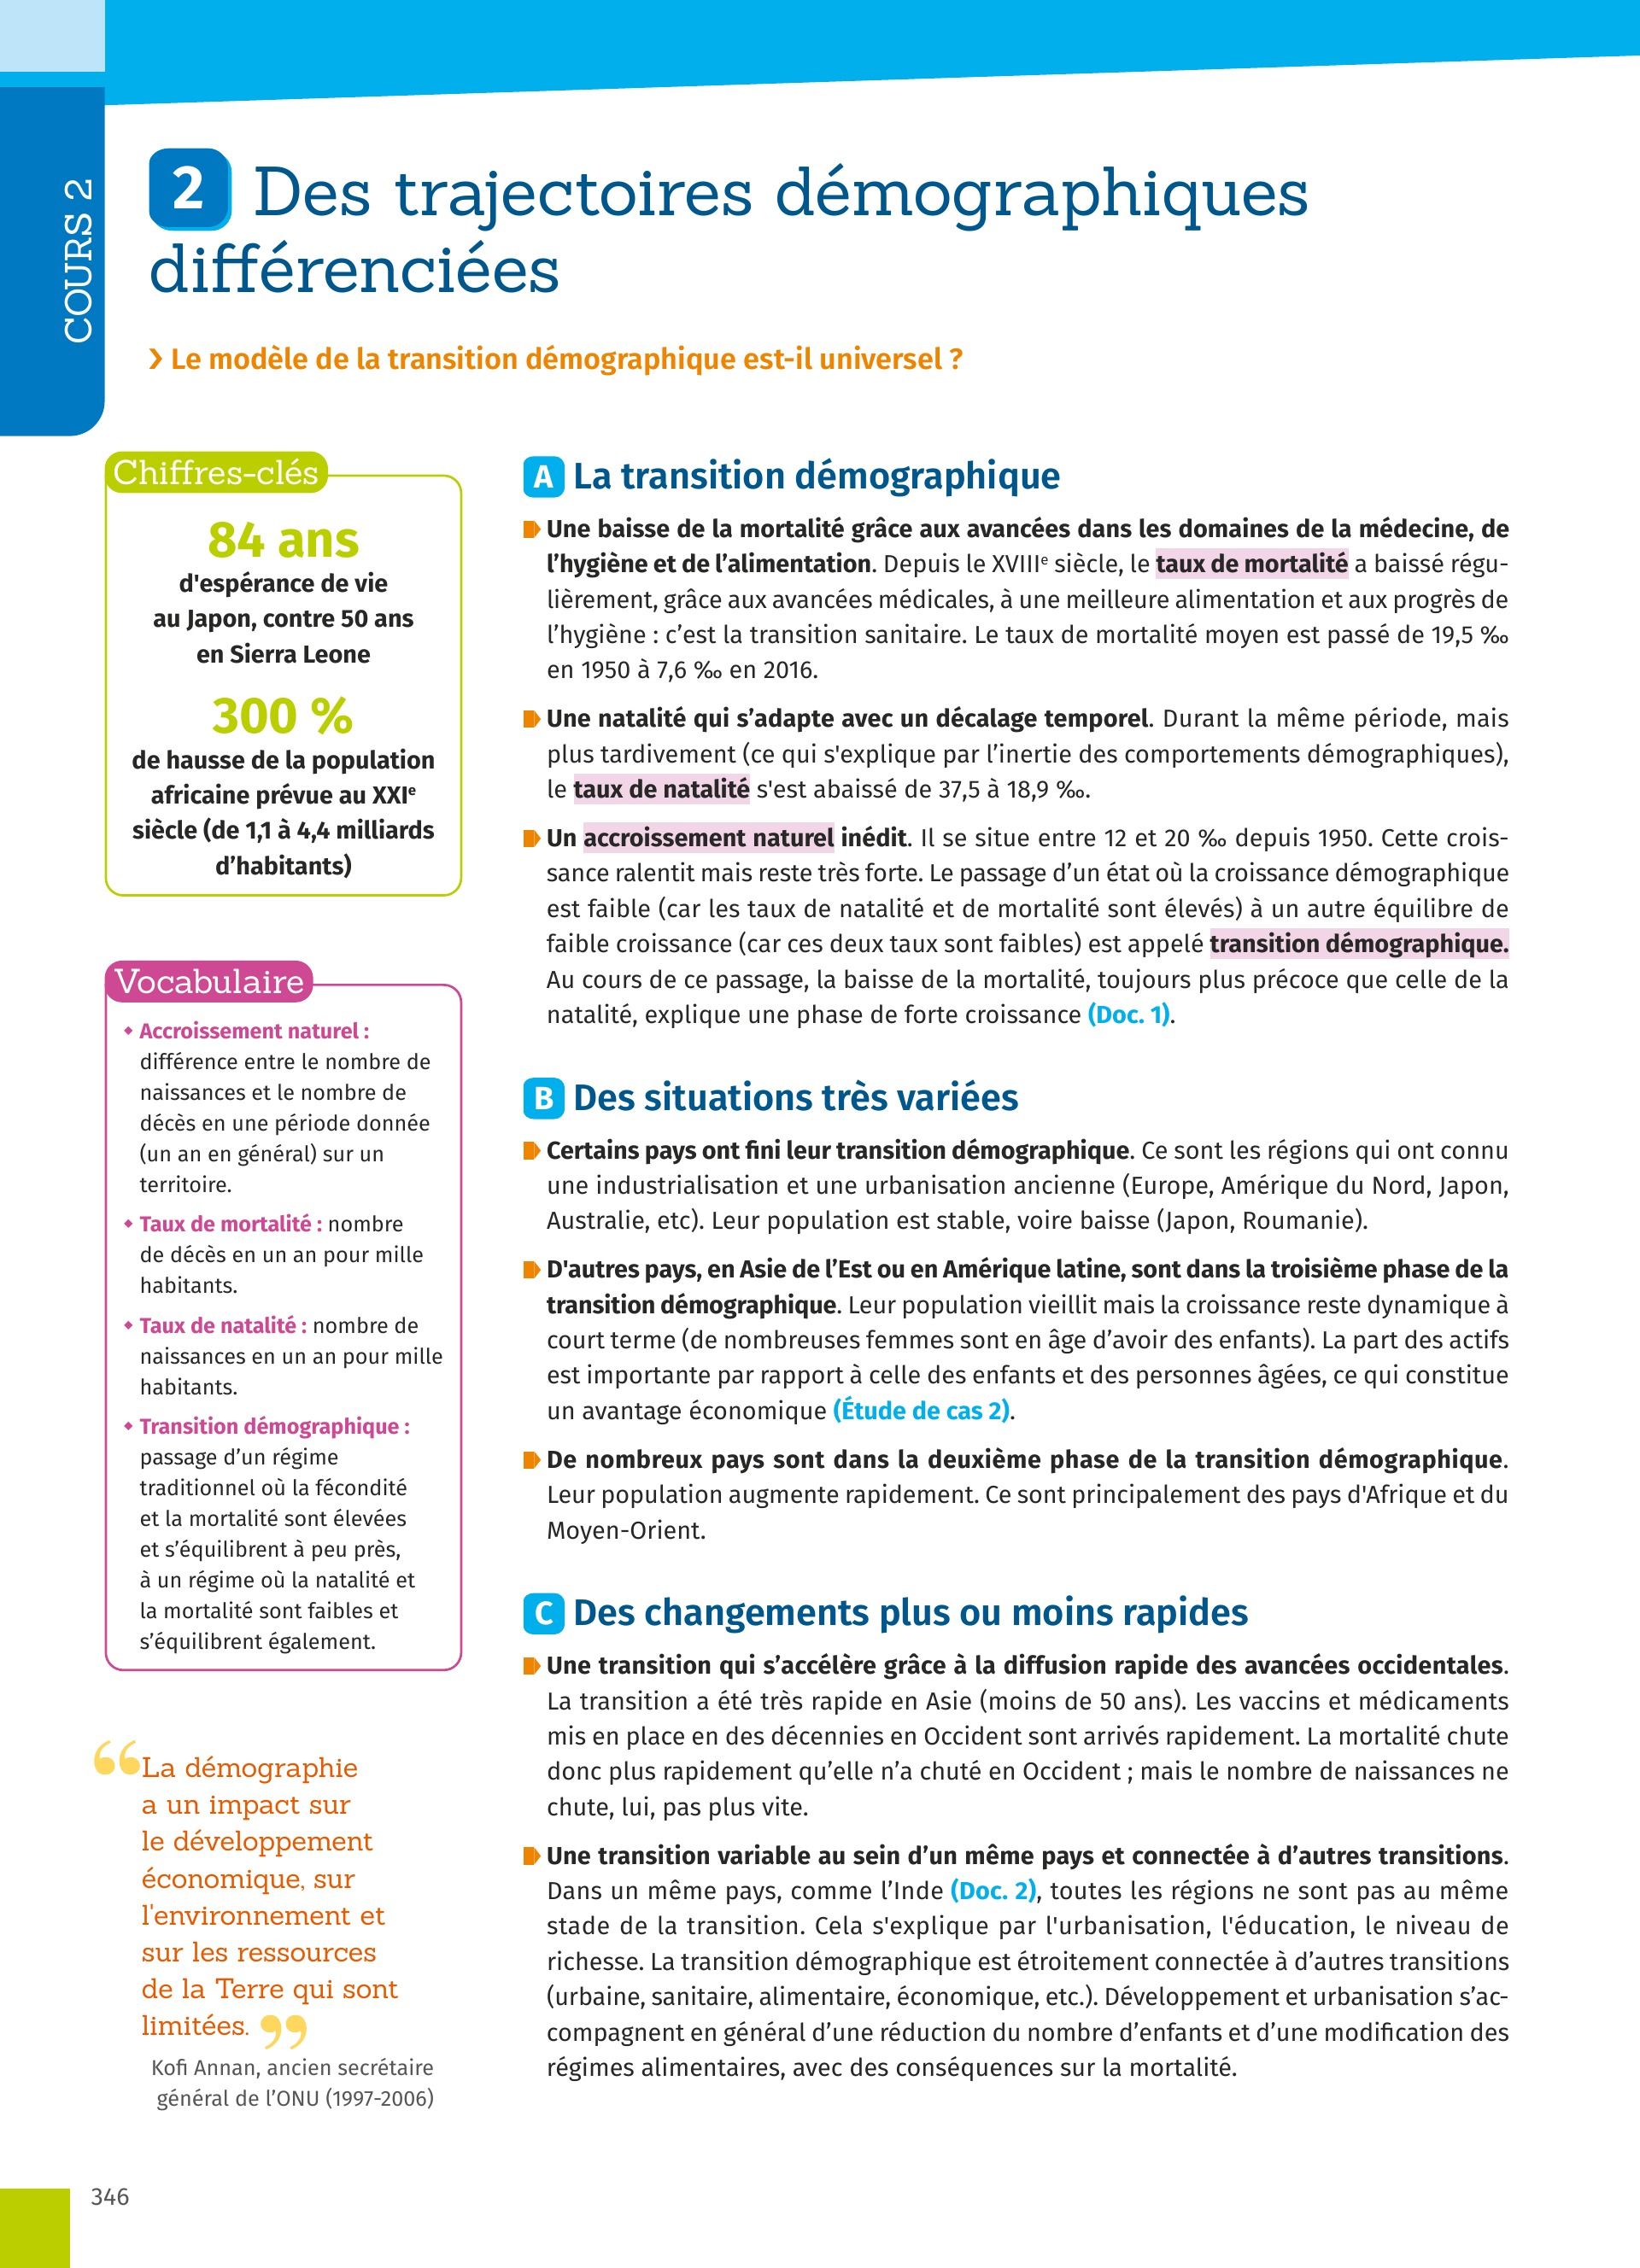 COURS 2
2 Des trajectoires démographiques
différenciées
› Le modèle de la transition démographique est-il universel ?
Chiffres-clés
84 ans
d'espérance de vie
au Japon, contre 50 ans
en Sierra Leone
300 %
de hausse de la population
africaine prévue au XXIe
siècle (de 1,1 à 4,4 milliards
d’habitants)
Vocabulaire
Accroissement naturel :
différence entre le nombre de
naissances et le nombre de
décès en une période donnée
(un an en général) sur un
territoire.
Taux de mortalité : nombre
de décès en un an pour mille
habitants.
Taux de natalité : nombre de
naissances en un an pour mille
habitants.
Transition démographique :
passage d’un régime
traditionnel où la fécondité
et la mortalité sont élevées
et s’équilibrent à peu près,
à un régime où la natalité et
la mortalité sont faibles et
s’équilibrent également.
“La démographie
a un impact sur
le développement
économique, sur
l'environnement et
sur les ressources
de la Terre qui sont
limitées. ”
Kofi Annan, ancien secrétaire
général de l’ONU (1997-2006)
A La transition démographique
Une baisse de la mortalité grâce aux avancées dans les domaines de la médecine, de
l’hygiène et de l’alimentation. Depuis le XVIIIe siècle, le taux de mortalité a baissé régu-
lièrement, grâce aux avancées médicales, à une meilleure alimentation et aux progrès de
l’hygiène : c’est la transition sanitaire. Le taux de mortalité moyen est passé de 19,5 ‰
en 1950 à 7,6 ‰ en 2016.
Une natalité qui s’adapte avec un décalage temporel. Durant la même période, mais
plus tardivement (ce qui s'explique par l’inertie des comportements démographiques),
le taux de natalité s'est abaissé de 37,5 à 18,9 ‰.
Un accroissement naturel inédit. Il se situe entre 12 et 20 ‰ depuis 1950. Cette crois-
sance ralentit mais reste très forte. Le passage d’un état où la croissance démographique
est faible (car les taux de natalité et de mortalité sont élevés) à un autre équilibre de
faible croissance (car ces deux taux sont faibles) est appelé transition démographique.
Au cours de ce passage, la baisse de la mortalité, toujours plus précoce que celle de la
natalité, explique une phase de forte croissance (Doc. 1).
B Des situations très variées
Certains pays ont fini leur transition démographique. Ce sont les régions qui ont connu
une industrialisation et une urbanisation ancienne (Europe, Amérique du Nord, Japon,
Australie, etc). Leur population est stable, voire baisse (Japon, Roumanie).
D'autres pays, en Asie de l’Est ou en Amérique latine, sont dans la troisième phase de la
transition démographique. Leur population vieillit mais la croissance reste dynamique à
court terme (de nombreuses femmes sont en âge d’avoir des enfants). La part des actifs
est importante par rapport à celle des enfants et des personnes âgées, ce qui constitue
un avantage économique (Étude de cas 2).
De nombreux pays sont dans la deuxième phase de la transition démographique.
Leur population augmente rapidement. Ce sont principalement des pays d'Afrique et du
Moyen-Orient.
C Des changements plus ou moins rapides
Une transition qui s’accélère grâce à la diffusion rapide des avancées occidentales.
La transition a été très rapide en Asie (moins de 50 ans). Les vaccins et médicaments
mis en place en des décennies en Occident sont arrivés rapidement. La mortalité chute
donc plus rapidement qu’elle n’a chuté en Occident ; mais le nombre de naissances ne
chute, lui, pas plus vite.
Une transition variable au sein d’un même pays et connectée à d’autres transitions.
Dans un même pays, comme l’Inde (Doc. 2), toutes les régions ne sont pas au même
stade de la transition. Cela s'explique par l'urbanisation, l'éducation, le niveau de
richesse. La transition démographique est étroitement connectée à d’autres transitions
(urbaine, sanitaire, alimentaire, économique, etc.). Développement et urbanisation s’ac-
compagnent en général d’une réduction du nombre d’enfants et d’une modification des
régimes alimentaires, avec des conséquences sur la mortalité.
346